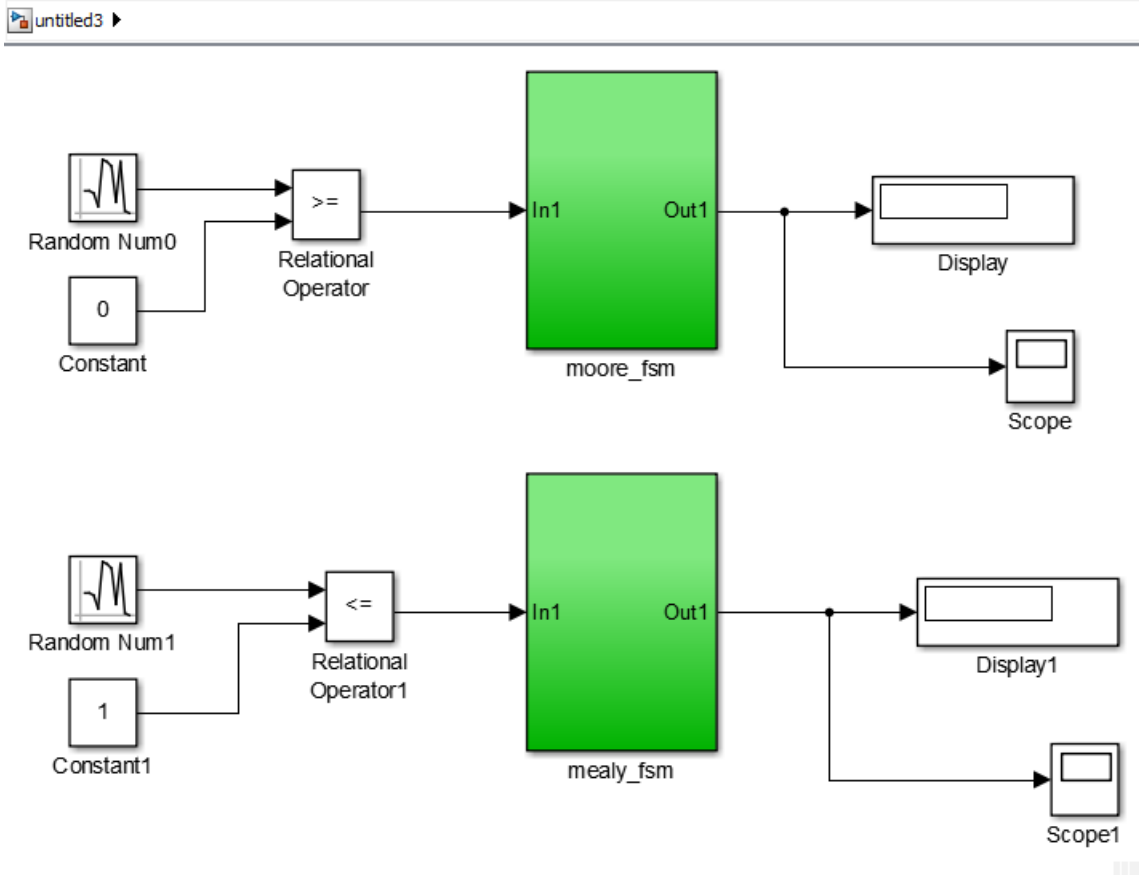 untitled3
Random Num0
>=
In1
Out1
Relational
Operator
Display
0
Constant
moore_fsm
Scope
Random Num1
<=
In1
Out1
Relational
Operator1
Display1
1
Constant1
mealy_fsm
Scope1